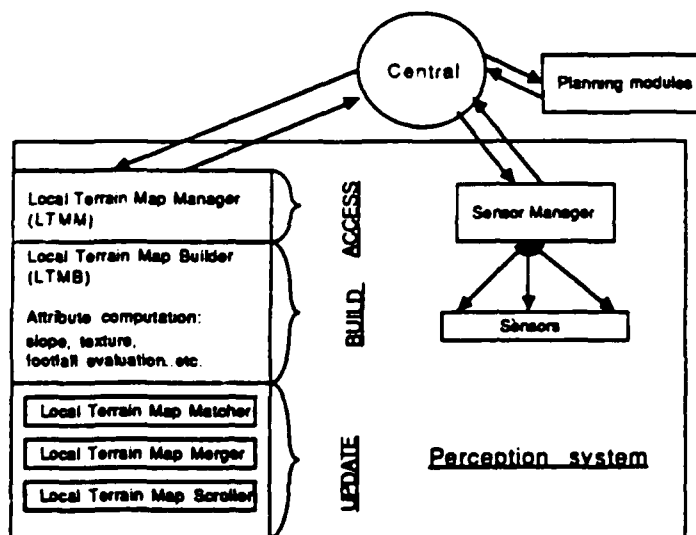 Central
Planning modules
Local Terrain Map Manager
(LTMM)
ACCESS
Sensor Manager
Local Terrain Map Builder
(LTMB)
Attribute computation:
slope, texture,
footfall evaluation..etc.
BUILD
Sensors
Local Terrain Map Matcher
Local Terrain Map Merger
Local Terrain Map Scroller
UPDATE
Perception system